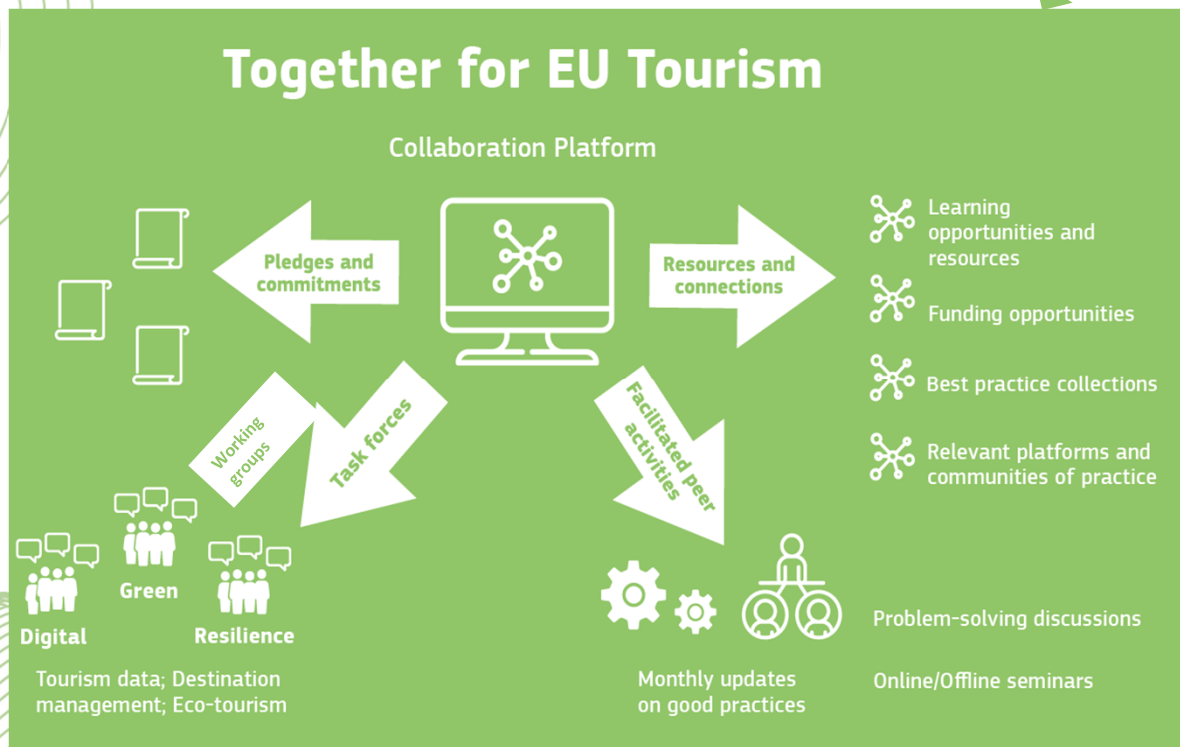 Together for EU Tourism
Collaboration Platform
Pledges and
commitments
Resources and
connections
Learning
opportunities and
resources
Funding opportunities
Best practice collections
Relevant platforms and
communities of practice
Working
groups
Task forces
Facilitated peer
activities
Green
Digital
Resilience
Tourism data; Destination
management; Eco-tourism
Monthly updates
on good practices
Problem-solving discussions
Online/Offline seminars